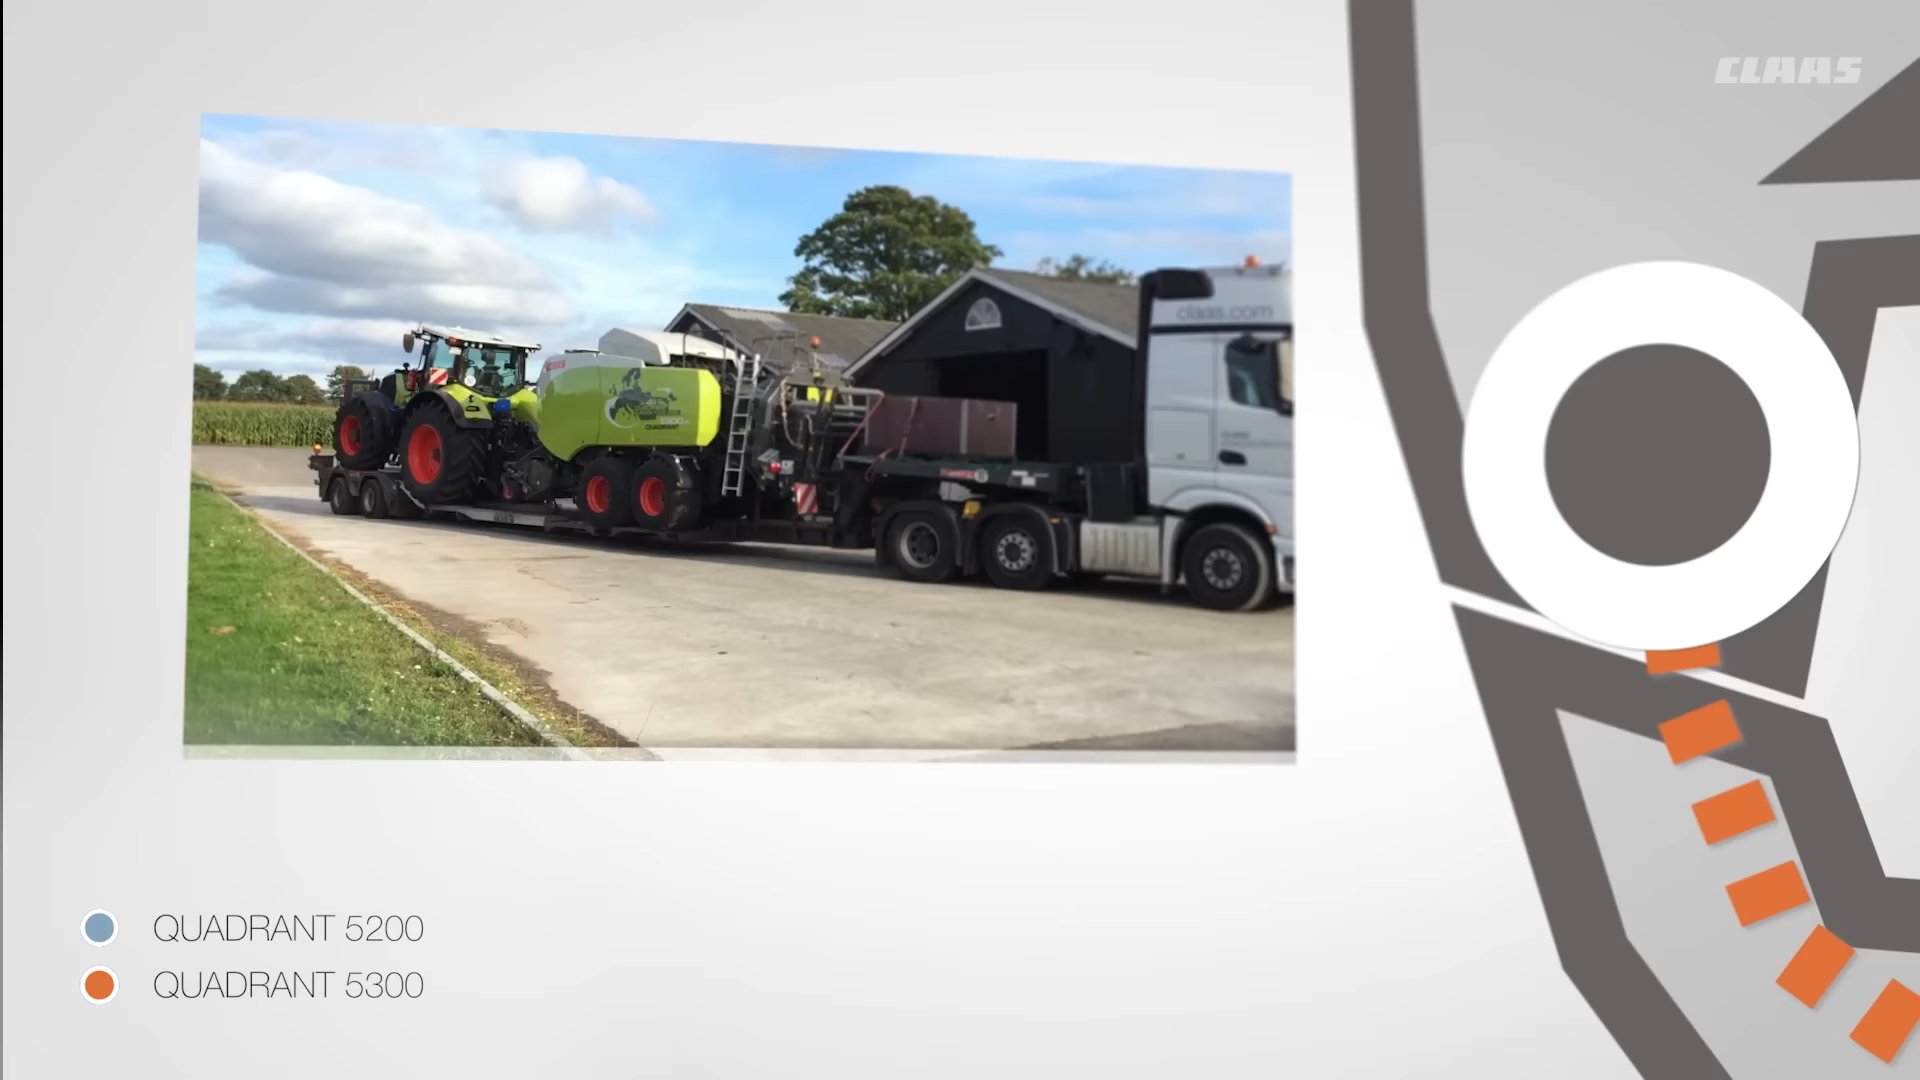 CLAAS
claas.com
CLAAS
QUADRANT
QUADRANT 5200
QUADRANT 5300